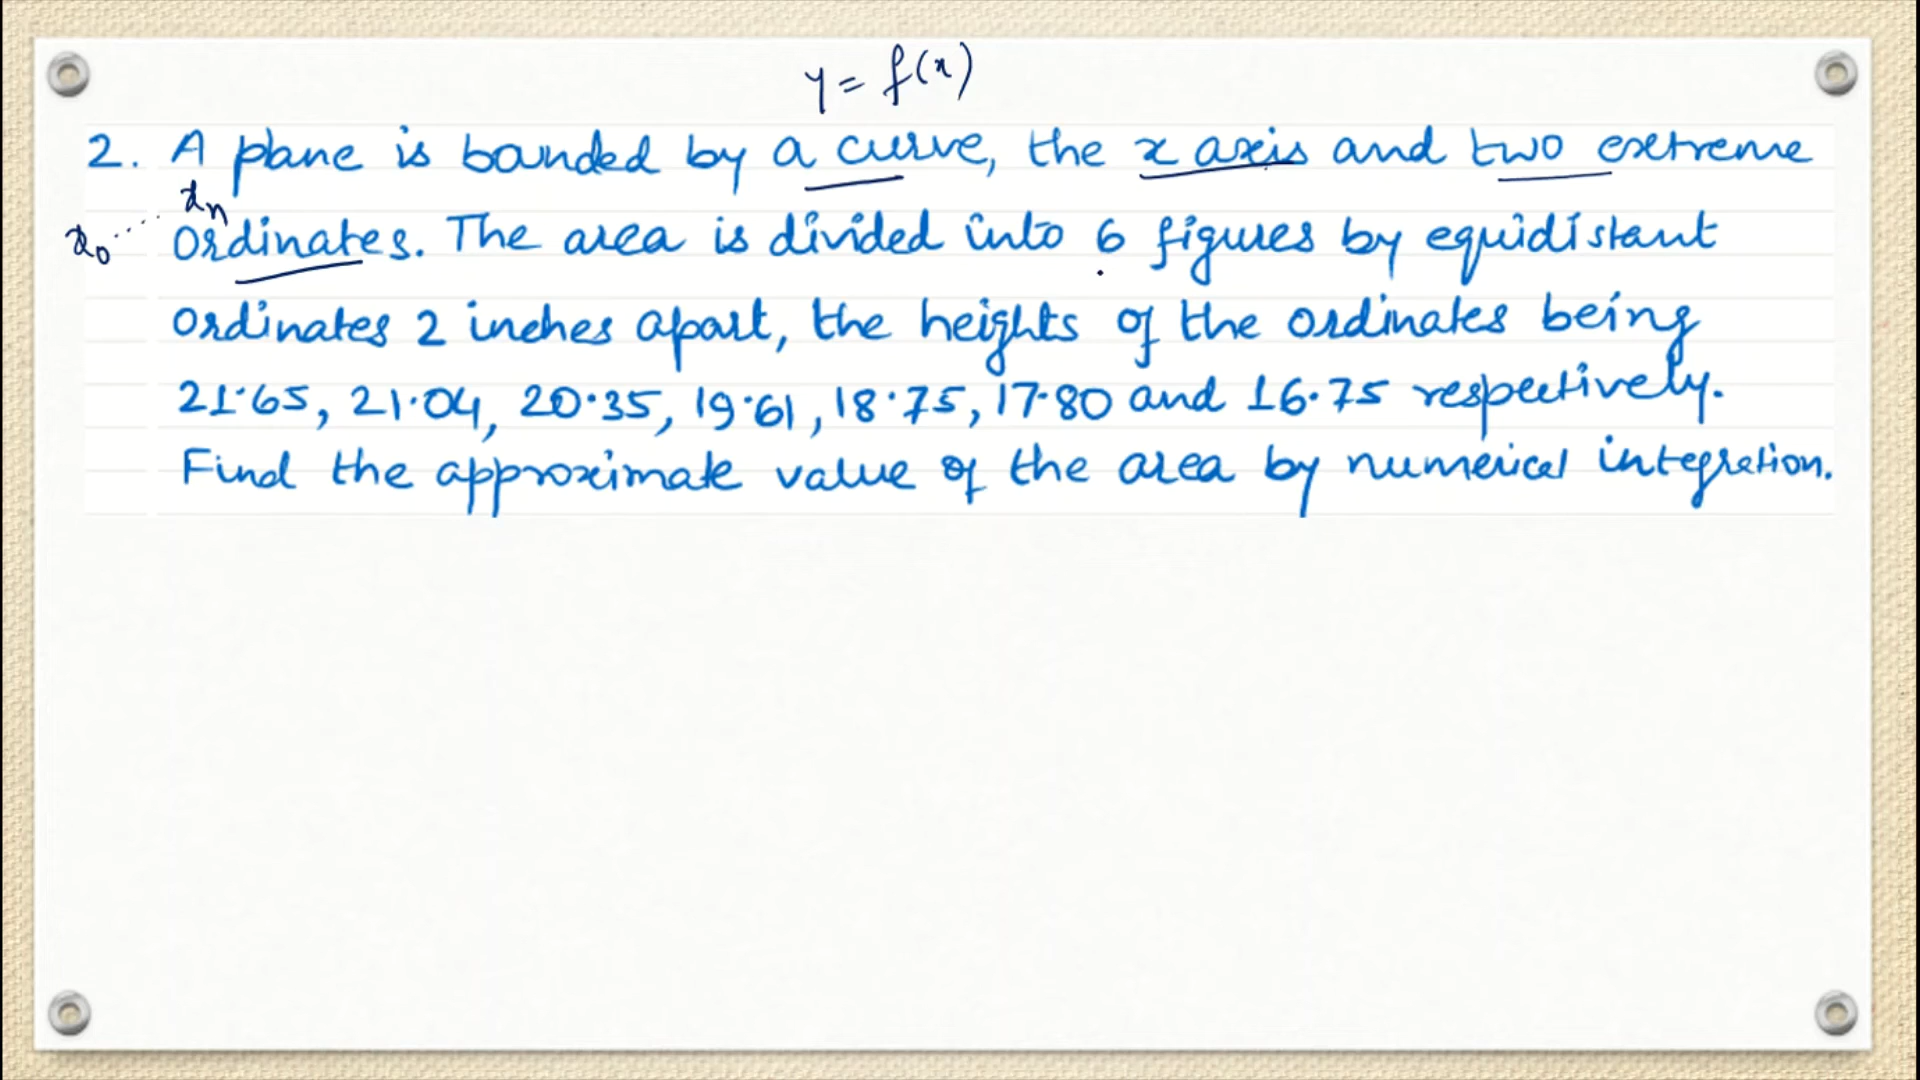 y = f(x)
2. A plane is bounded by a curve, the x axis and two extreme
x0 ..... xn
ordinates. The area is divided into 6 figures by equidistant
ordinates 2 inches apart, the heights of the ordinates being
21.65, 21.04, 20.35, 19.61, 18.75, 17.80 and 16.75 respectively.
Find the approximate value of the area by numerical integration.